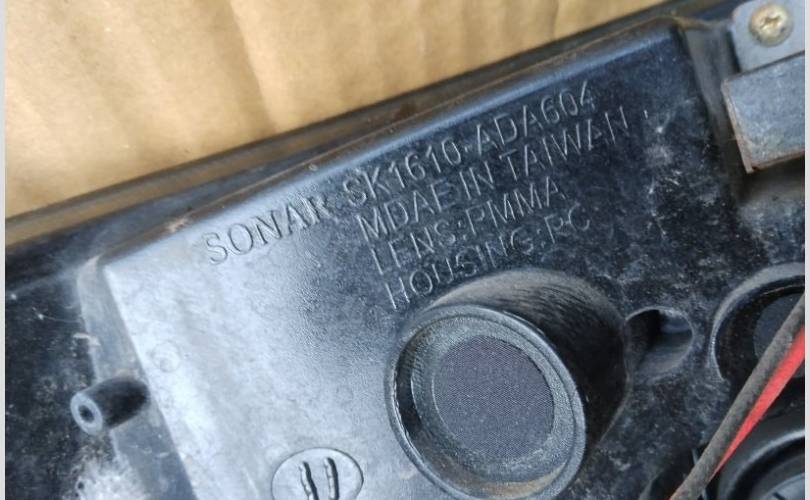 SONAR SK1610-ADA604
MDAE IN TAIWAN
LENS:PMMA
HOUSING:PC